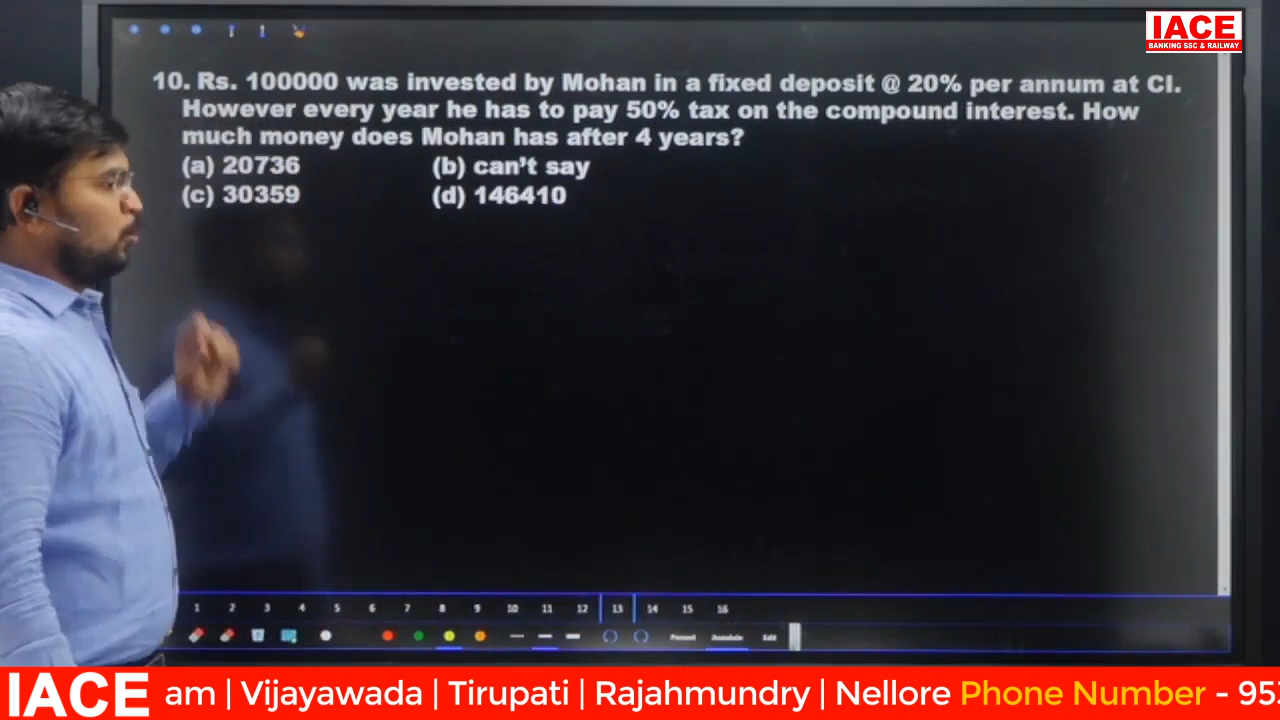 IACE
BANKING SSC & RAILWAY
10. Rs. 100000 was invested by Mohan in a fixed deposit @ 20% per annum at CI.
However every year he has to pay 50% tax on the compound interest. How
much money does Mohan has after 4 years?
(a) 20736 (b) can't say
(c) 30359 (d) 146410
1 2 3 4 5 6 7 8 9 10 11 12 13 14 15 16
Edit
IACE am | Vijayawada | Tirupati | Rajahmundry | Nellore Phone Number - 95